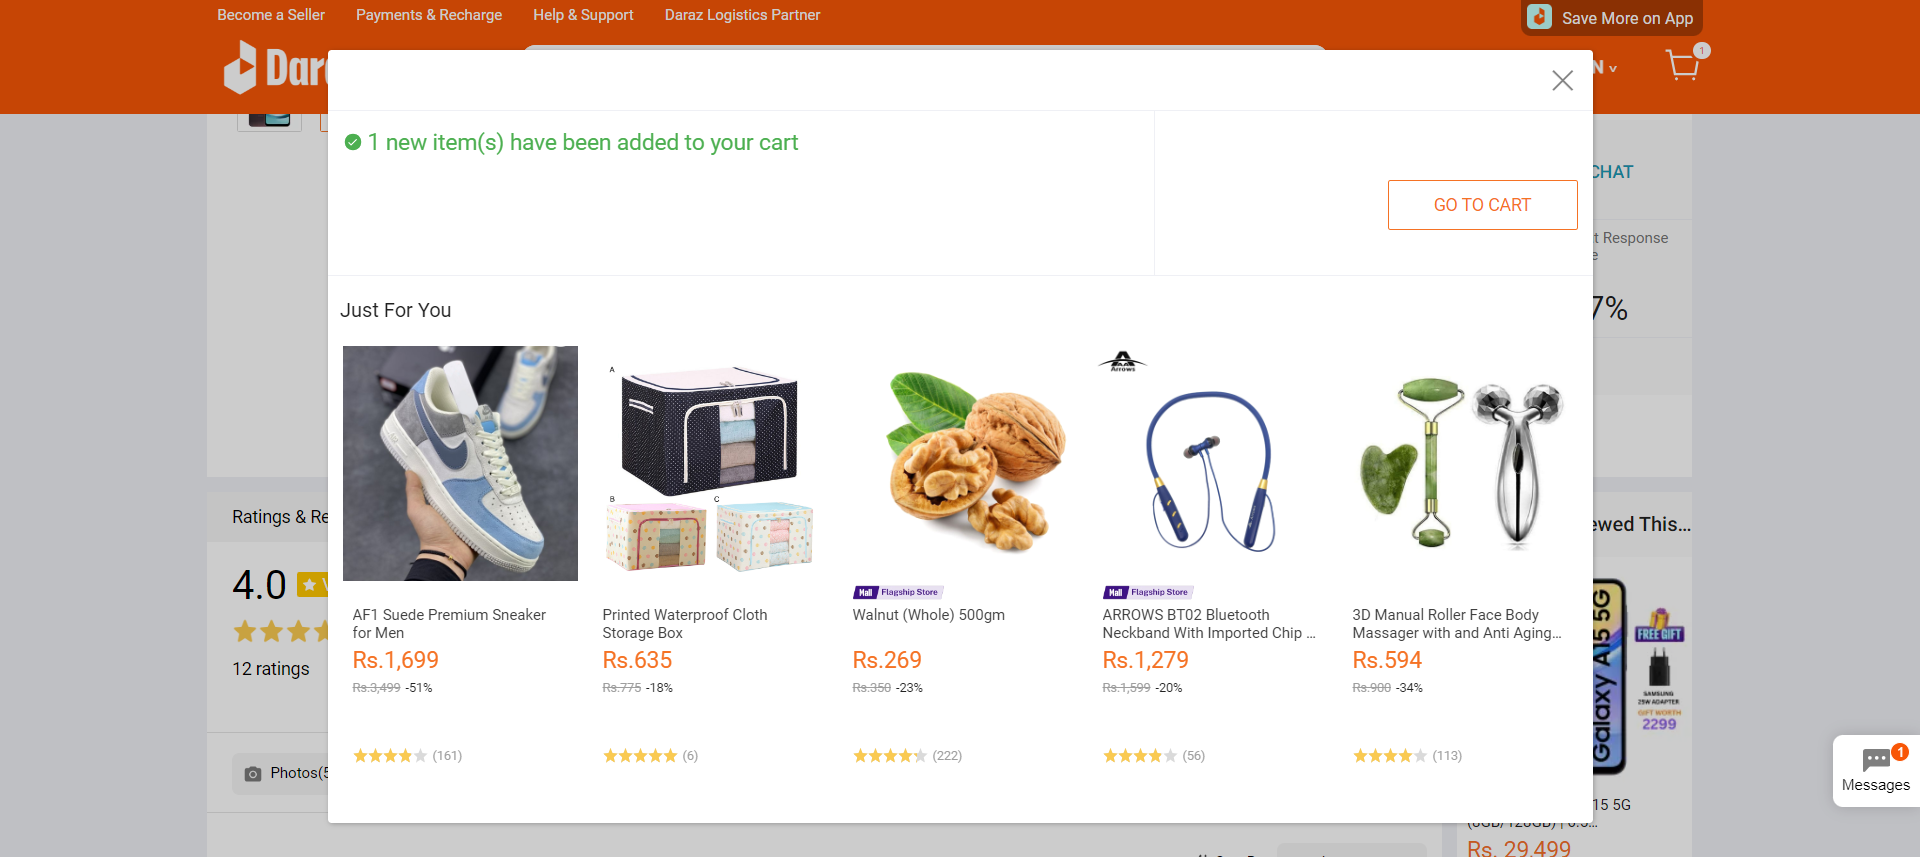 Become a Seller
Payments & Recharge
Help & Support
Daraz Logistics Partner
Save More on App
1
1 new item(s) have been added to your cart
CHAT
GO TO CART
Response
7%
Just For You
A
B
C
Arrows
Ratings &
4.0
12 ratings
Photos(5
This...
Galaxy A15 5G
FREE GIFT
SAMSUNG
25W ADAPTER
GIFT WORTH
2299
Mall Flagship Store
Mall Flagship Store
AF1 Suede Premium Sneaker
for Men
Rs.1,699
Rs.3,499 -51%
(161)
Printed Waterproof Cloth
Storage Box
Rs.635
Rs.775 -18%
(6)
Walnut (Whole) 500gm
Rs.269
Rs.350 -23%
(222)
ARROWS BT02 Bluetooth
Neckband With Imported Chip ...
Rs.1,279
Rs.1,599 -20%
(56)
3D Manual Roller Face Body
Massager with and Anti Aging...
Rs.594
Rs.900 -34%
(113)
1
Messages
15 5G
Rs. 29,499